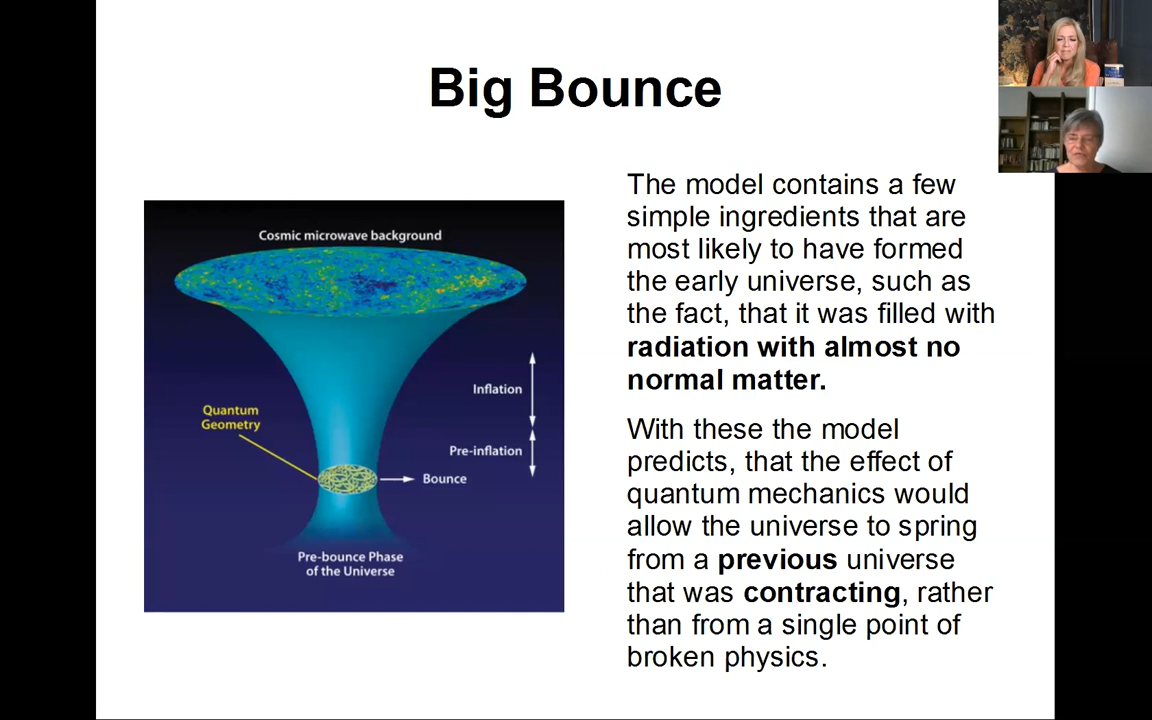 Big Bounce
Cosmic microwave background
Inflation
Quantum
Geometry
Pre-inflation
Bounce
Pre-bounce Phase
of the Universe
The model contains a few
simple ingredients that are
most likely to have formed
the early universe, such as
the fact, that it was filled with
radiation with almost no
normal matter.
With these the model
predicts, that the effect of
quantum mechanics would
allow the universe to spring
from a previous universe
that was contracting, rather
than from a single point of
broken physics.